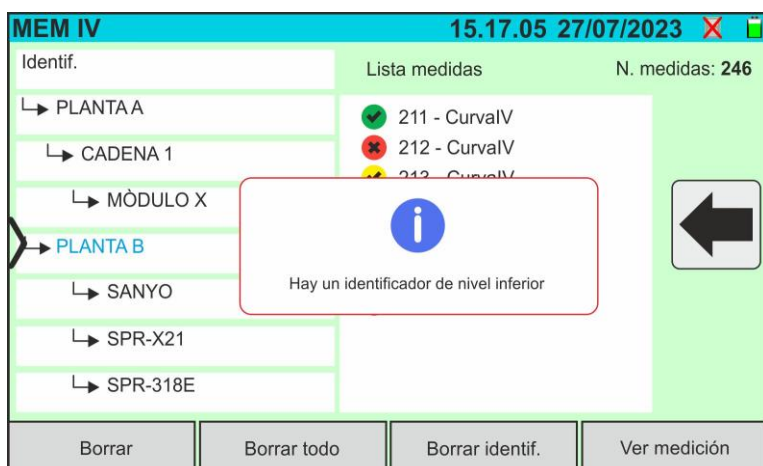 MEM IV 15.17.05 27/07/2023
Identif.
Lista medidas N. medidas: 246
PLANTA A
CADENA 1
MÒDULO X
PLANTA B
SANYO
SPR-X21
SPR-318E
211 - CurvaIV
212 - CurvaIV
213 - CurvaIV
Hay un identificador de nivel inferior
Borrar Borrar todo Borrar identif. Ver medición